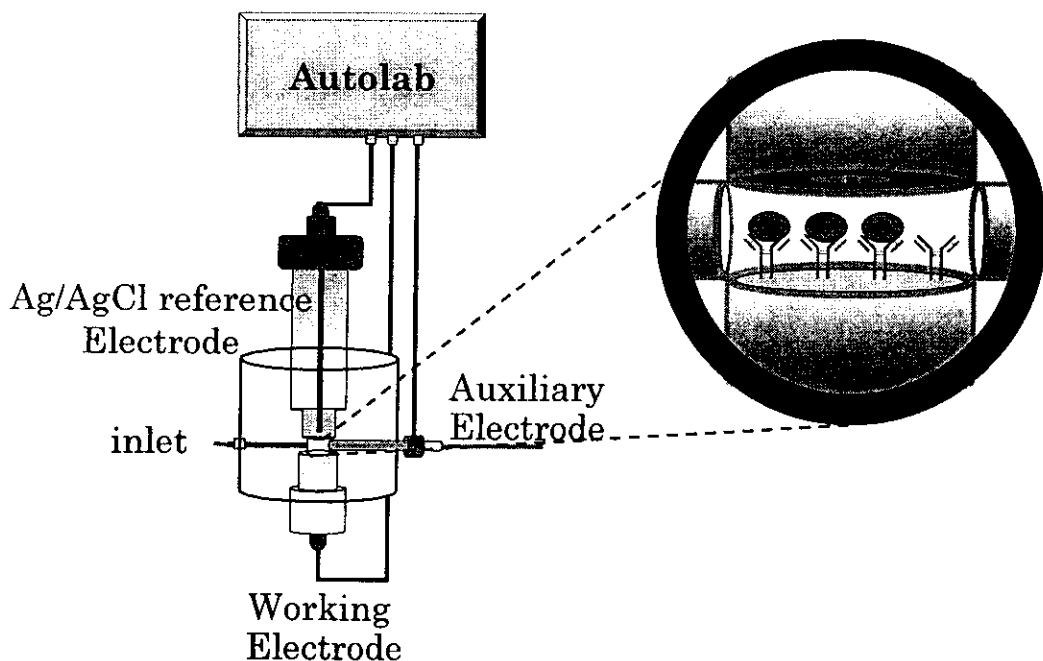 Autolab
Ag/AgCl reference
Electrode
Auxiliary
Electrode
inlet
Working
Electrode